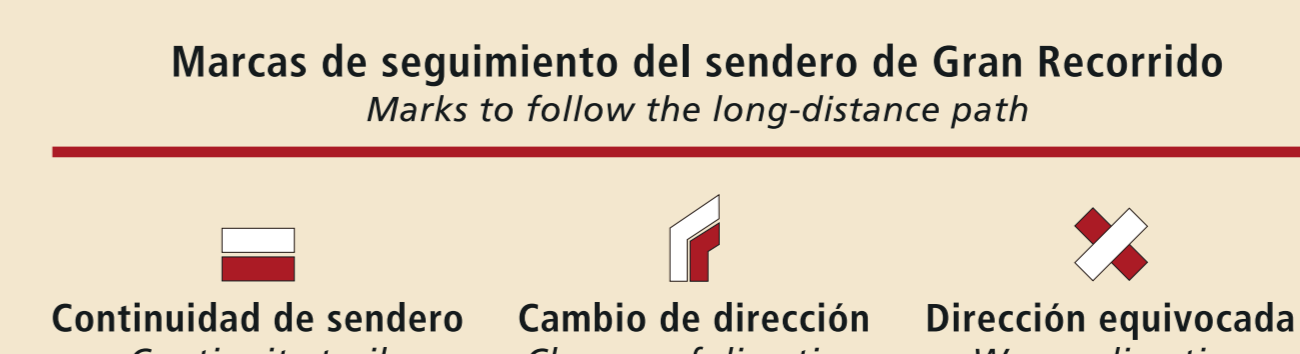 Marcas de seguimiento del sendero de Gran Recorrido
Marks to follow the long-distance path
Continuidad de sendero Cambio de dirección Dirección equivocada